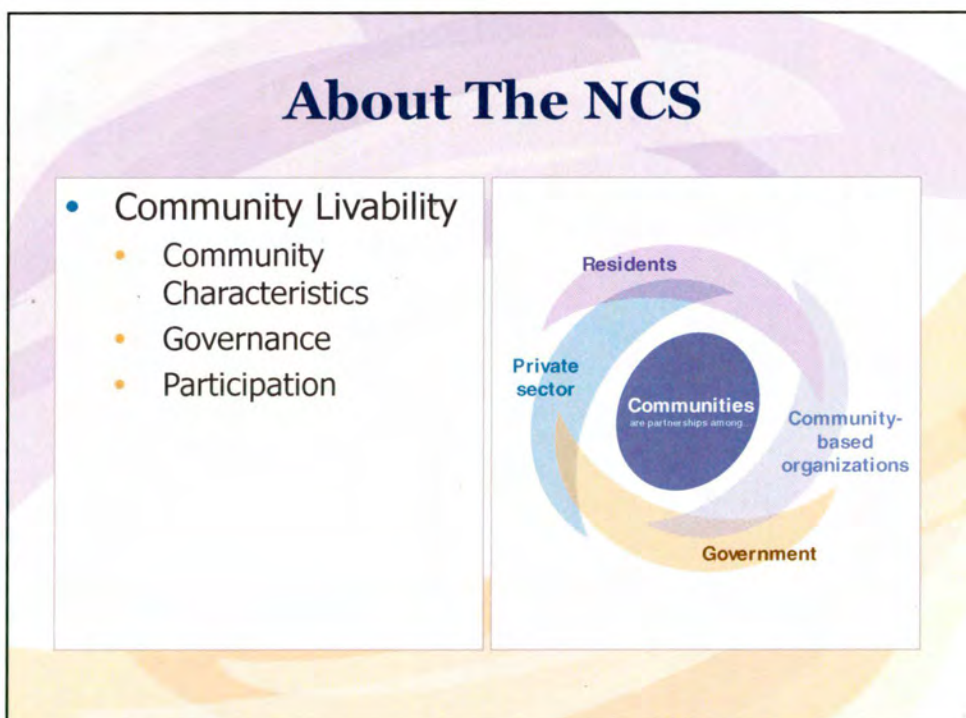 About The NCS
• Community Livability
• Community
Characteristics
• Governance
• Participation
Residents
Private
sector
Communities
are partnerships among...
Community-
based
organizations
Government